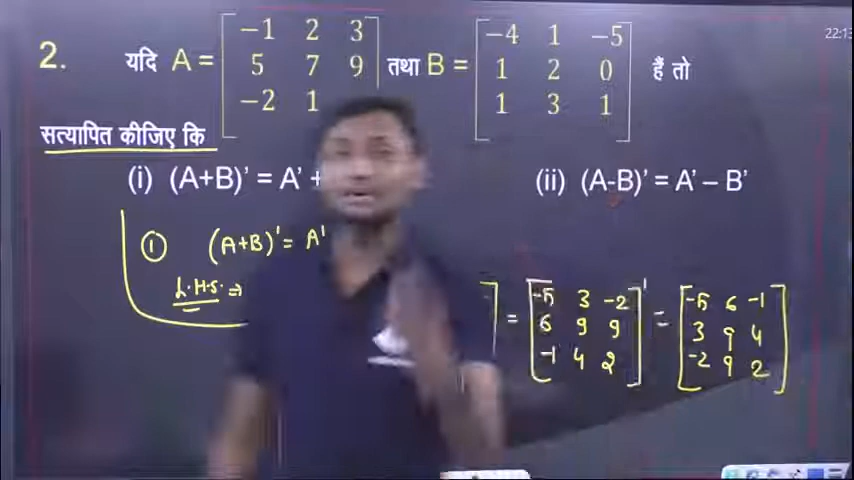 22:13
2. यदि A = [ -1 2 3 तथा B = [ -4 1 -5 हैं तो
5 7 9 1 2 0
-2 1 1 3 1 ]
सत्यापित कीजिए कि
(i) (A+B)' = A' + (ii) (A-B)' = A' – B'
① (A+B)' = A'
L.H.S. ⇒
] = [ -5 3 -2 ]' = [ -5 6 -1 ]
6 9 9 3 9 4
-1 4 2 -2 9 2